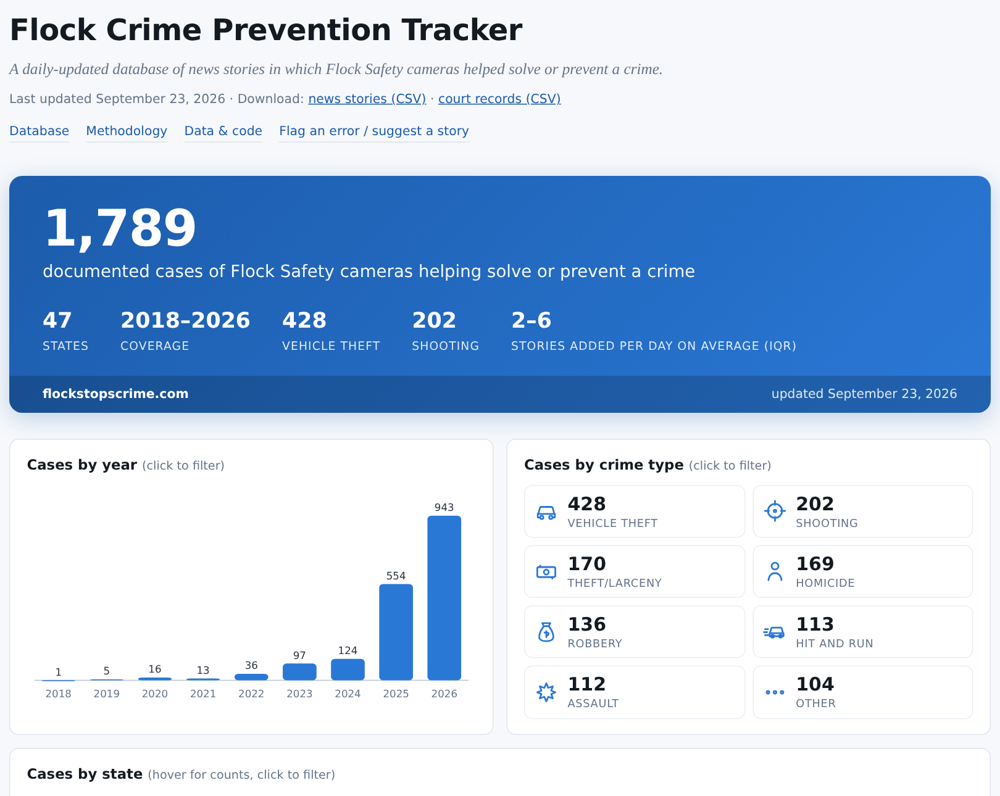 Flock Crime Prevention Tracker
A daily-updated database of news stories in which Flock Safety cameras helped solve or prevent a crime.
Last updated September 23, 2026 · Download: news stories (CSV) · court records (CSV)
Database Methodology Data & code Flag an error / suggest a story
1,789
documented cases of Flock Safety cameras helping solve or prevent a crime
47 2018–2026 428 202 2–6
STATES COVERAGE VEHICLE THEFT SHOOTING STORIES ADDED PER DAY ON AVERAGE (IQR)
flockstopscrime.com updated September 23, 2026
Cases by year (click to filter)
1 5 16 13 36 97 124 554 943
2018 2019 2020 2021 2022 2023 2024 2025 2026
Cases by crime type (click to filter)
428 202
VEHICLE THEFT SHOOTING
170 169
THEFT/LARCENY HOMICIDE
136 113
ROBBERY HIT AND RUN
112 104
ASSAULT OTHER
Cases by state (hover for counts, click to filter)